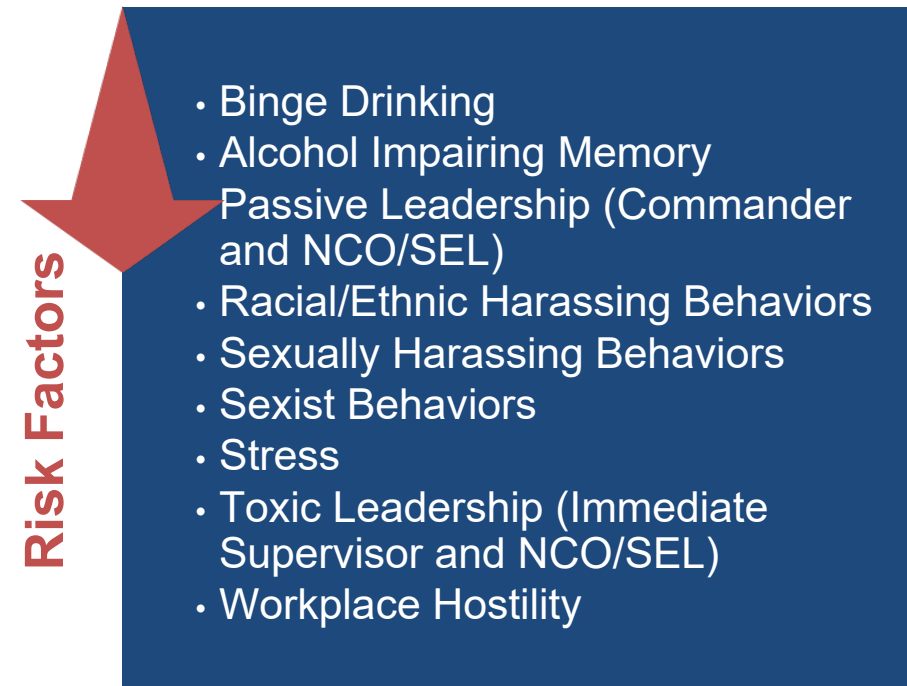 Risk Factors
• Binge Drinking
• Alcohol Impairing Memory
Passive Leadership (Commander
and NCO/SEL)
• Racial/Ethnic Harassing Behaviors
• Sexually Harassing Behaviors
• Sexist Behaviors
• Stress
• Toxic Leadership (Immediate
Supervisor and NCO/SEL)
• Workplace Hostility